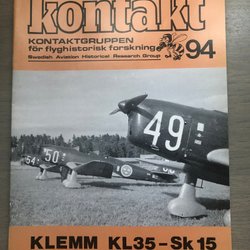 kontakt
KONTAKTGRUPPEN
för flyghistorisk forskning
Swedish Aviation Historical Research Group
94
49
50
54
KLEMM KL35-Sk15